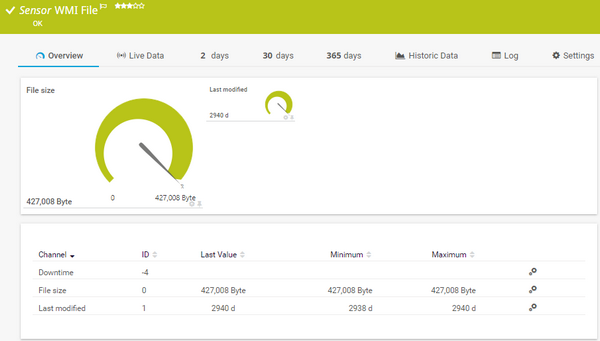 Sensor WMI File
OK
Overview Live Data 2 days 30 days 365 days Historic Data Log Settings
File size
Last modified
2940 d
0 427,008 Byte
427,008 Byte
Channel ID Last Value Minimum Maximum
Downtime -4
File size 0 427,008 Byte 427,008 Byte 427,008 Byte
Last modified 1 2940 d 2938 d 2940 d